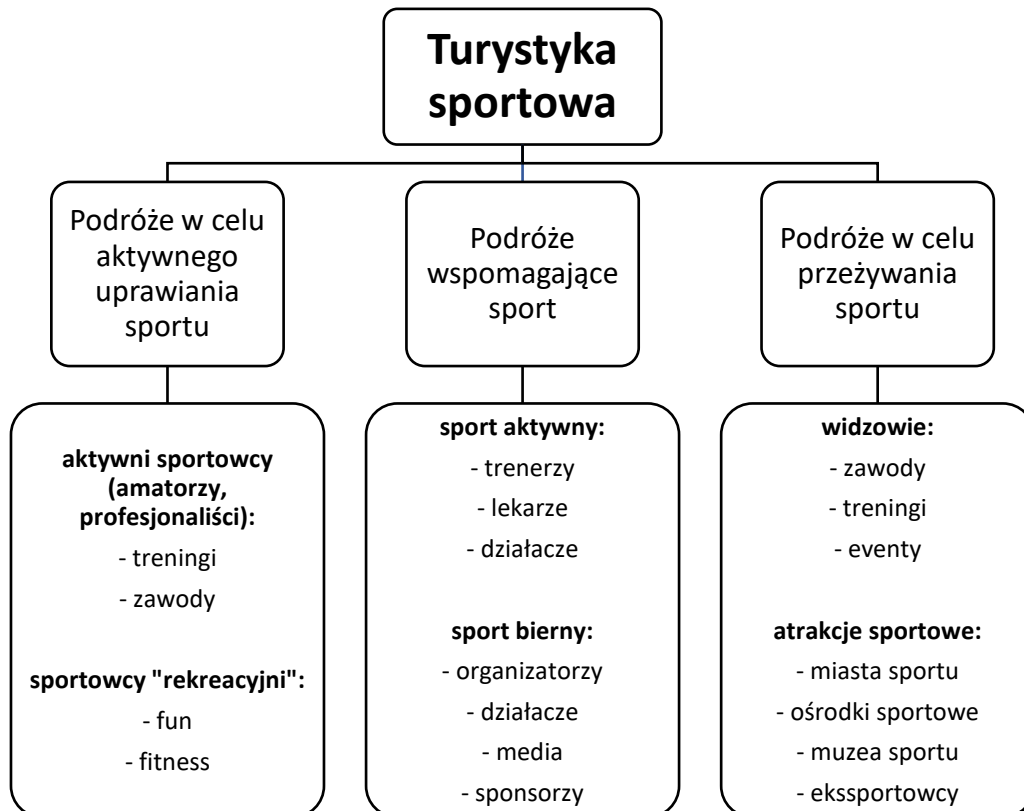 Turystyka
sportowa
Podróże w celu
aktywnego
uprawiania
sportu
Podróże
wspomagające
sport
Podróże w celu
przeżywania
sportu
aktywni sportowcy
(amatorzy,
profesjonaliści):
- treningi
- zawody
sportowcy "rekreacyjni":
- fun
- fitness
sport aktywny:
- trenerzy
- lekarze
- działacze
sport bierny:
- organizatorzy
- działacze
- media
- sponsorzy
widzowie:
- zawody
- treningi
- eventy
atrakcje sportowe:
- miasta sportu
- ośrodki sportowe
- muzea sportu
- ekssportowcy